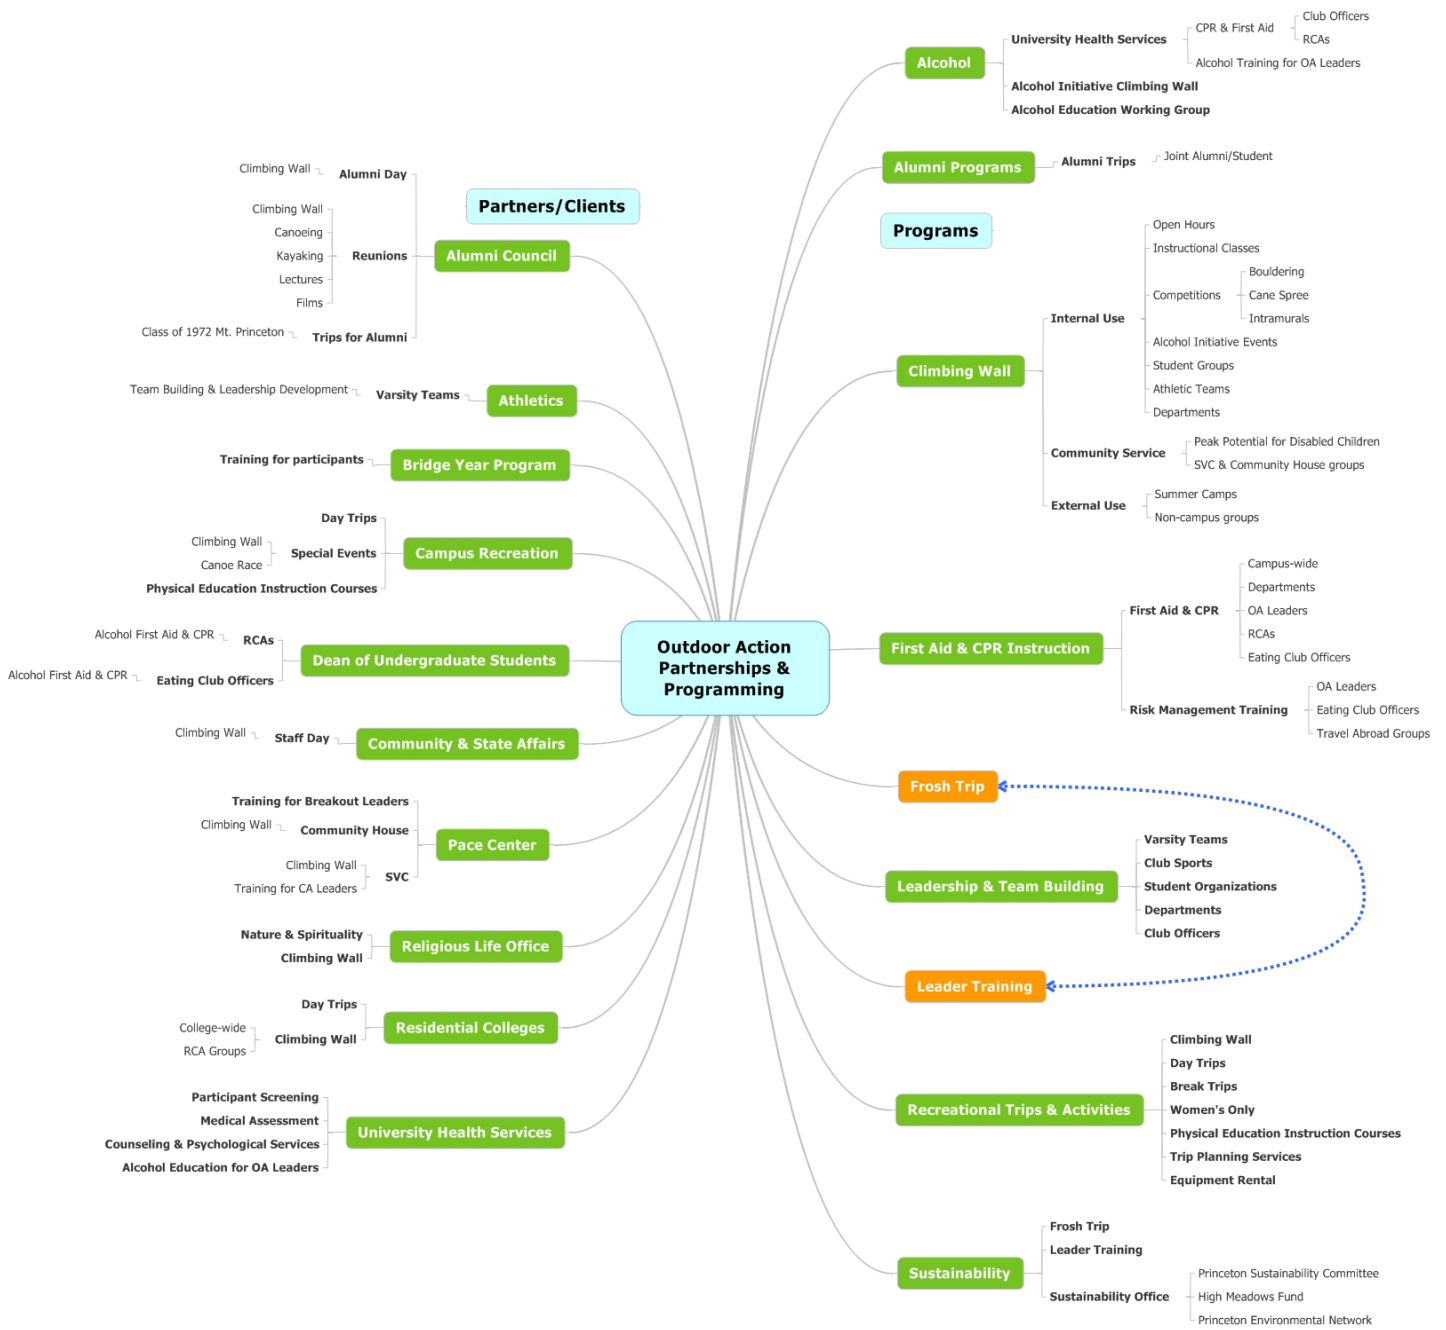 Outdoor Action
Partnerships &
Programming
Partners/Clients
Alumni Council
Alumni Day
Climbing Wall
Reunions
Climbing Wall
Canoeing
Kayaking
Lectures
Films
Trips for Alumni
Class of 1972 Mt. Princeton
Athletics
Varsity Teams
Team Building & Leadership Development
Bridge Year Program
Training for participants
Campus Recreation
Day Trips
Special Events
Climbing Wall
Canoe Race
Physical Education Instruction Courses
Dean of Undergraduate Students
RCAs
Alcohol First Aid & CPR
Eating Club Officers
Alcohol First Aid & CPR
Community & State Affairs
Staff Day
Climbing Wall
Pace Center
Training for Breakout Leaders
Community House
Climbing Wall
SVC
Climbing Wall
Training for CA Leaders
Religious Life Office
Nature & Spirituality
Climbing Wall
Residential Colleges
Day Trips
Climbing Wall
College-wide
RCA Groups
University Health Services
Participant Screening
Medical Assessment
Counseling & Psychological Services
Alcohol Education for OA Leaders
Programs
Alcohol
University Health Services
CPR & First Aid
Club Officers
RCAs
Alcohol Training for OA Leaders
Alcohol Initiative Climbing Wall
Alcohol Education Working Group
Alumni Programs
Alumni Trips
Joint Alumni/Student
Climbing Wall
Internal Use
Open Hours
Instructional Classes
Competitions
Bouldering
Cane Spree
Intramurals
Alcohol Initiative Events
Student Groups
Athletic Teams
Departments
Community Service
Peak Potential for Disabled Children
SVC & Community House groups
External Use
Summer Camps
Non-campus groups
First Aid & CPR Instruction
First Aid & CPR
Campus-wide
Departments
OA Leaders
RCAs
Eating Club Officers
Risk Management Training
OA Leaders
Eating Club Officers
Travel Abroad Groups
Frosh Trip
Leadership & Team Building
Varsity Teams
Club Sports
Student Organizations
Departments
Club Officers
Leader Training
Recreational Trips & Activities
Climbing Wall
Day Trips
Break Trips
Women's Only
Physical Education Instruction Courses
Trip Planning Services
Equipment Rental
Sustainability
Frosh Trip
Leader Training
Sustainability Office
Princeton Sustainability Committee
High Meadows Fund
Princeton Environmental Network